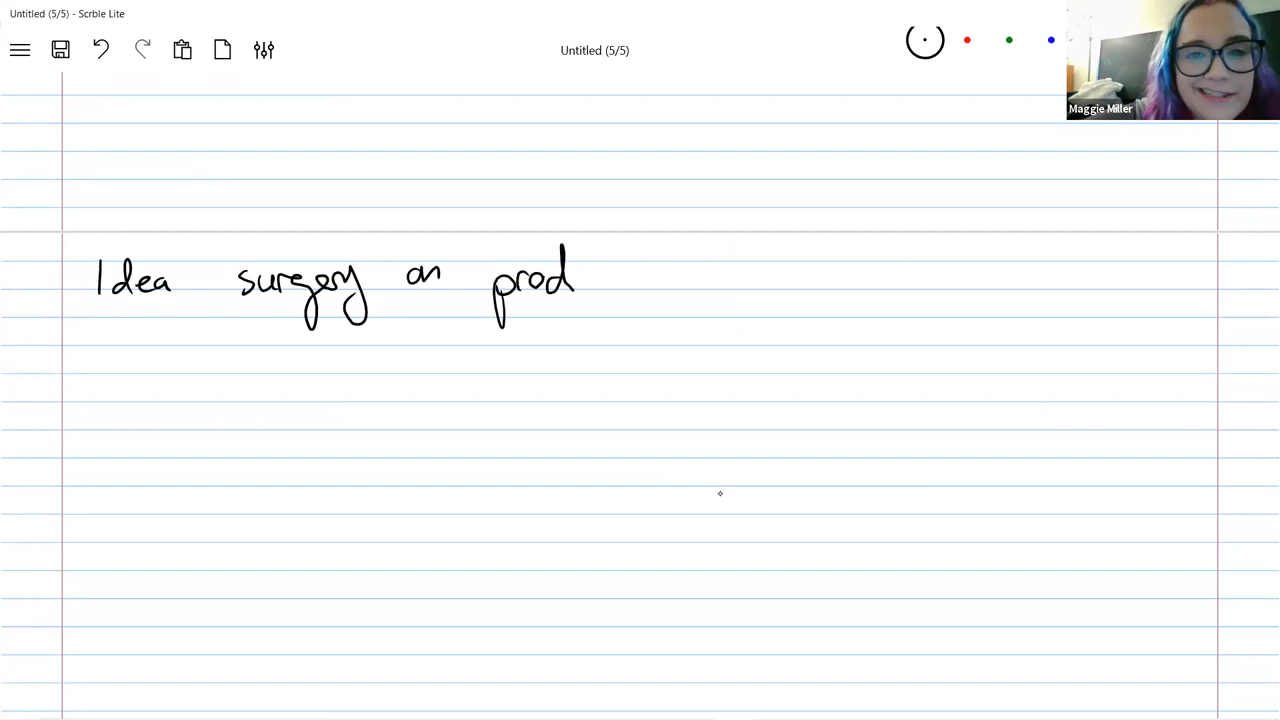 Untitled (5/5) - Scrble Lite
Untitled (5/5)
Maggie Miller
Idea surgery on prod